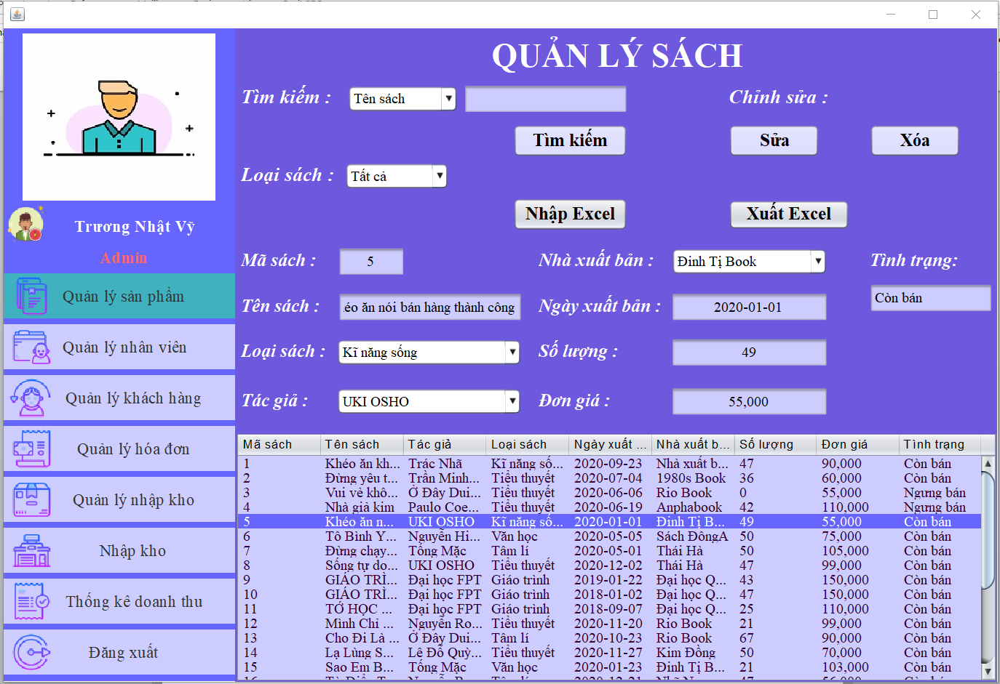 QUẢN LÝ SÁCH
Tìm kiếm :
Tên sách
Chỉnh sửa :
Tìm kiếm
Sửa
Xóa
Loại sách :
Tất cả
Nhập Excel
Xuất Excel
Trương Nhật Vỹ
Admin
Quản lý sản phẩm
Quản lý nhân viên
Quản lý khách hàng
Quản lý hóa đơn
Quản lý nhập kho
Nhập kho
Thống kê doanh thu
Đăng xuất
Mã sách : 5
Nhà xuất bản : Đinh Tị Book
Tình trạng:
Còn bán
Tên sách : éo ăn nói bán hàng thành công
Ngày xuất bản : 2020-01-01
Loại sách : Kĩ năng sống
Số lượng : 49
Tác giả : UKI OSHO
Đơn giá : 55,000
Mã sách Tên sách Tác giả Loại sách Ngày xuất ... Nhà xuất b... Số lượng Đơn giá Tình trạng
1 Khéo ăn kh... Trác Nhã Kĩ năng số... 2020-09-23 Nhà xuất b... 47 90,000 Còn bán
2 Đừng yêu t... Trần Minh... Tiểu thuyết 2020-07-04 1980s Book 36 60,000 Còn bán
3 Vui vẻ khô... Ở Đây Dui... Tiểu thuyết 2020-06-06 Rio Book 0 55,000 Ngưng bán
4 Nhà giả kim Paulo Coe... Tiểu thuyết 2020-06-19 Anphabook 42 110,000 Ngưng bán
5 Khéo ăn n... UKI OSHO Kĩ năng số... 2020-01-01 Đinh Tị B... 49 55,000 Còn bán
6 Tô Bình Y... Nguyễn Hi... Văn học 2020-05-05 Sách ĐôngA 50 75,000 Còn bán
7 Đừng chạy... Tống Mặc Tâm lí 2020-05-01 Thái Hà 50 105,000 Còn bán
8 Sống tự do... UKI OSHO Tiểu thuyết 2020-12-02 Thái Hà 47 99,000 Còn bán
9 GIÁO TRÌ... Đại học FPT Giáo trình 2019-01-22 Đại học Q... 43 150,000 Còn bán
10 GIÁO TRÌ... Đại học FPT Giáo trình 2018-01-02 Đại học Q... 47 150,000 Còn bán
11 TỚ HỌC ... Đại học FPT Giáo trình 2018-09-07 Đại học Q... 25 110,000 Còn bán
12 Mình Chỉ ... Nguyễn Ro... Tiểu thuyết 2020-11-20 Rio Book 21 99,000 Còn bán
13 Cho Đi Là ... Ở Đây Dui... Tâm lí 2020-10-23 Rio Book 67 90,000 Còn bán
14 Lạ Lùng S... Lê Đỗ Quỳ... Tiểu thuyết 2020-11-27 Kim Đồng 50 70,000 Còn bán
15 Sao Em B... Tống Mặc Văn học 2020-01-23 Đinh Tị B... 21 103,000 Còn bán